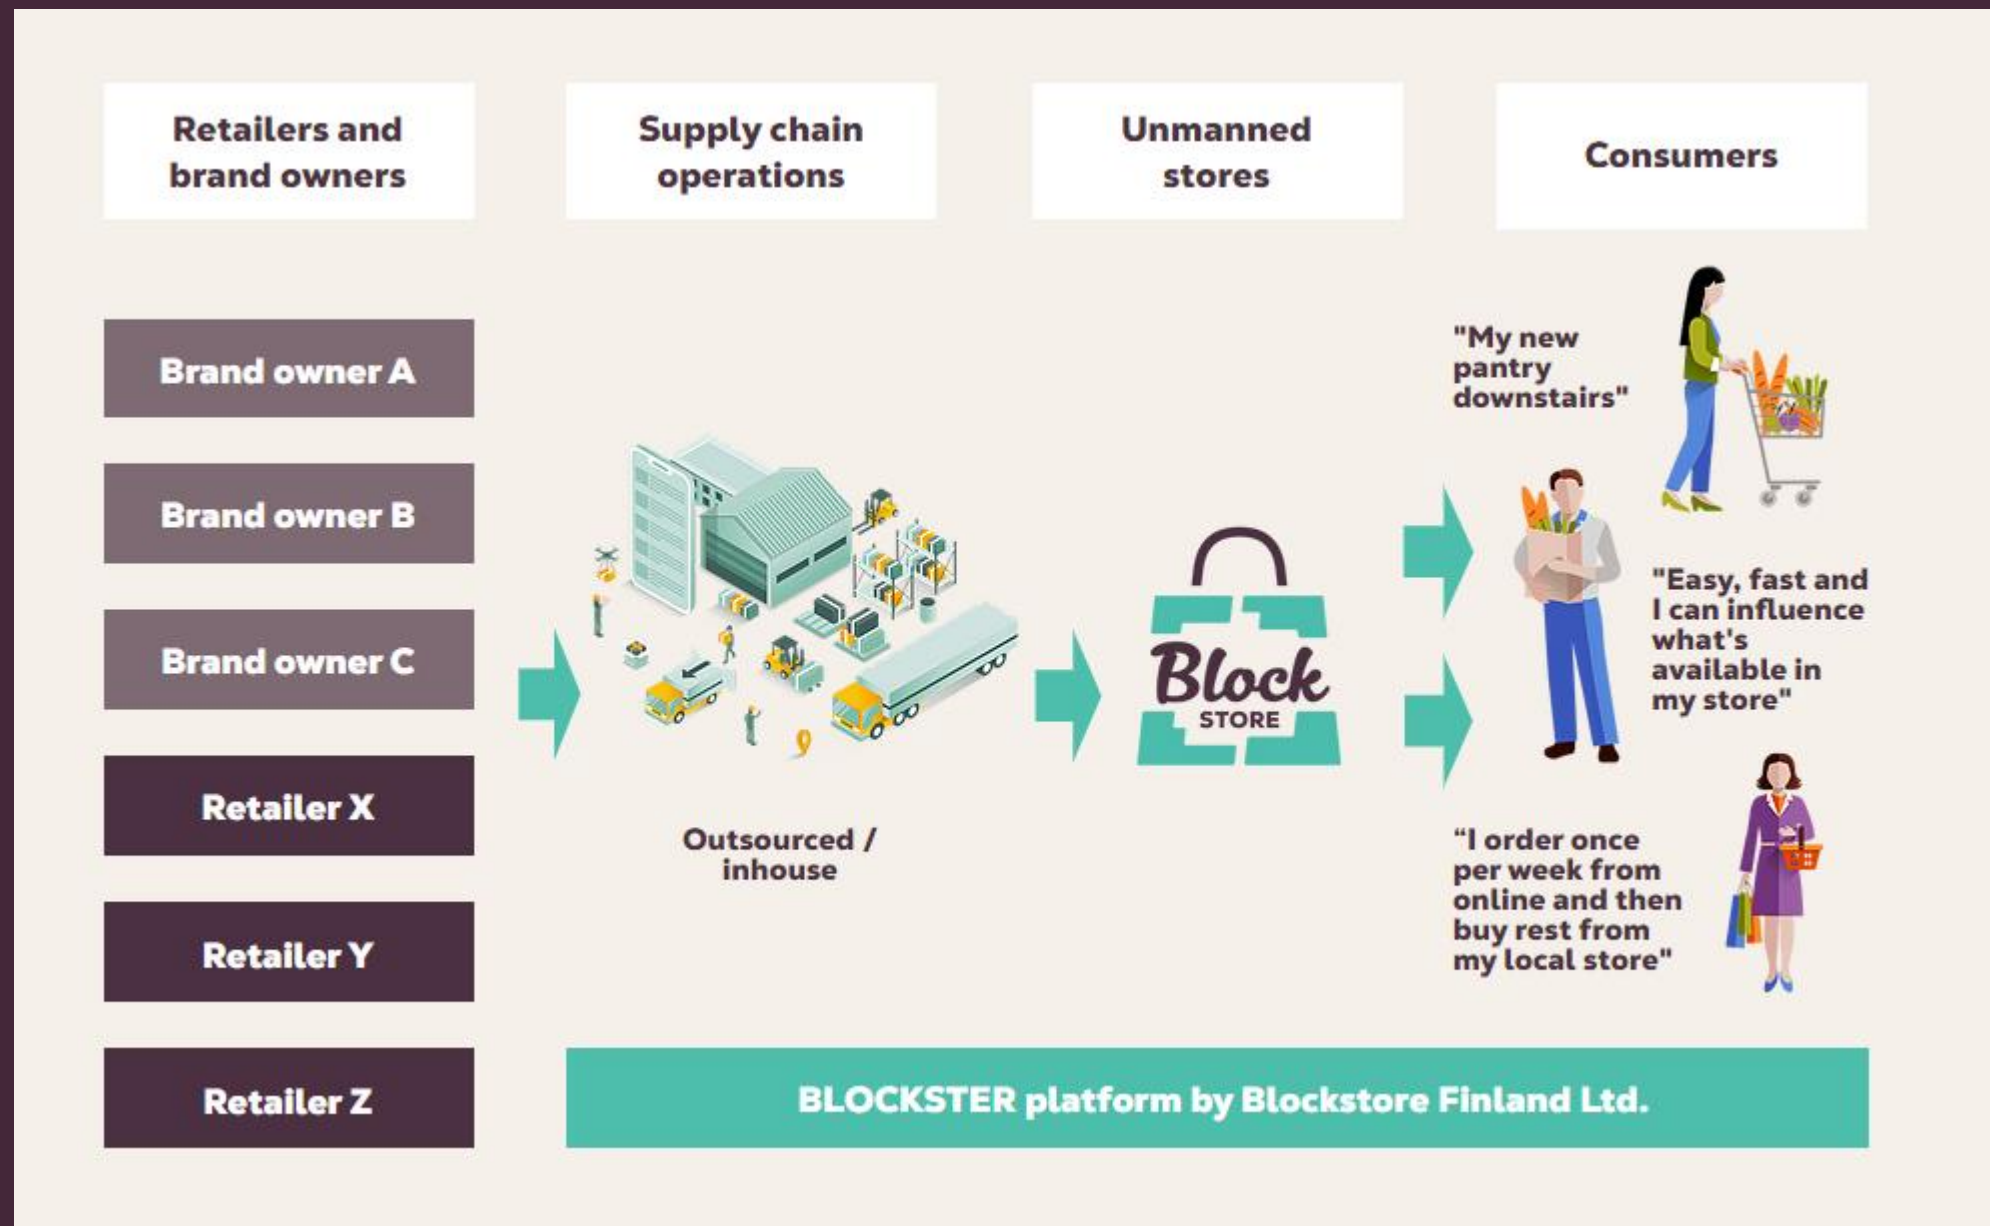 Retailers and
brand owners
Supply chain
operations
Unmanned
stores
Consumers
Brand owner A
Brand owner B
Brand owner C
Retailer X
Retailer Y
Retailer Z
Outsourced /
inhouse
Block
STORE
"My new
pantry
downstairs"
"Easy, fast and
I can influence
what's
available in
my store"
“I order once
per week from
online and then
buy rest from
my local store"
BLOCKSTER platform by Blockstore Finland Ltd.